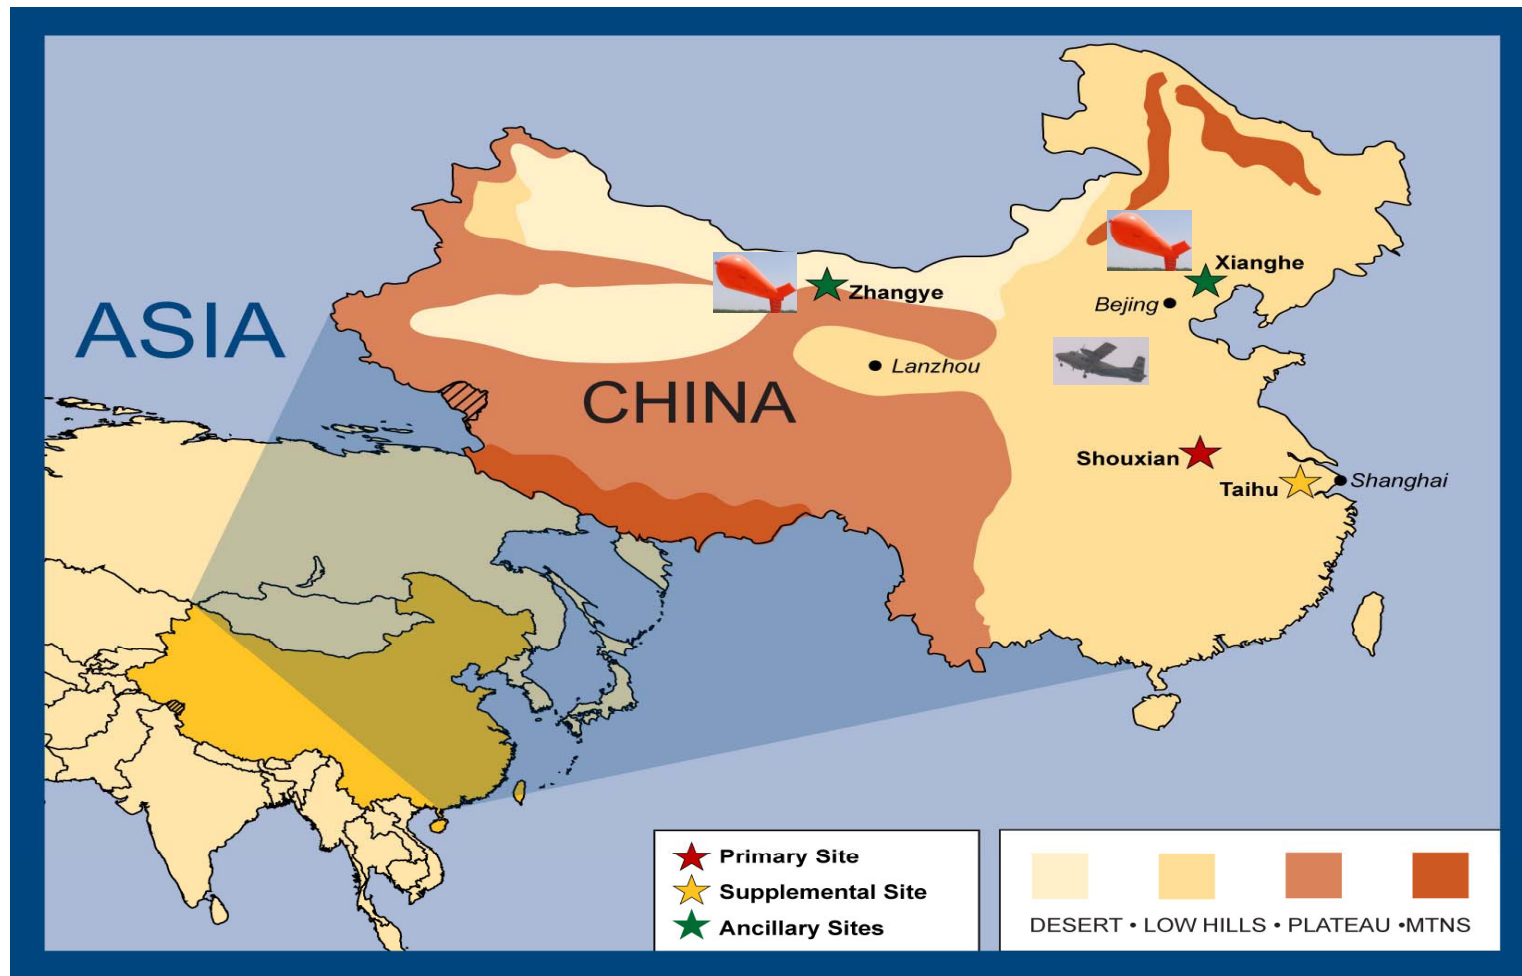 ASIA
CHINA
Zhangye
Xianghe
Bejing
Lanzhou
Shouxian
Taihu
Shanghai
Primary Site
Supplemental Site
Ancillary Sites
DESERT • LOW HILLS • PLATEAU •MTNS